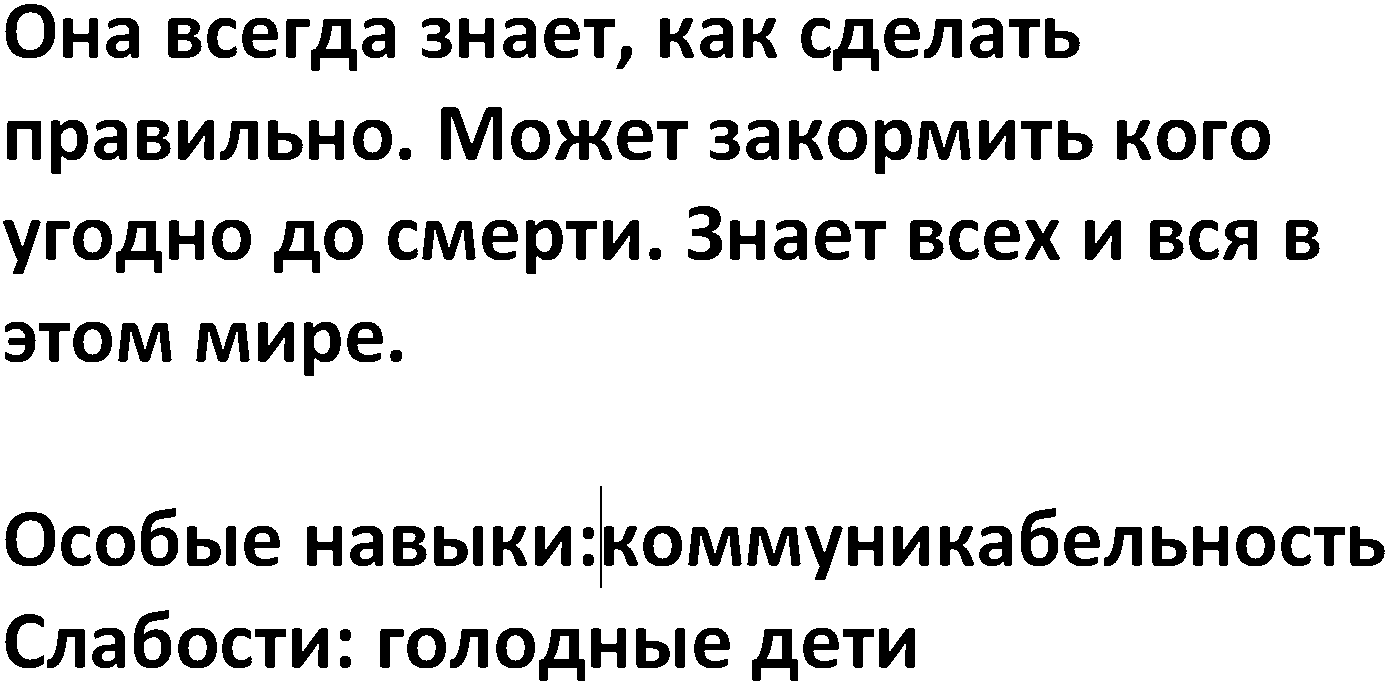 Она всегда знает, как сделать
правильно. Может закормить кого
угодно до смерти. Знает всех и вся в
этом мире.
Особые навыки:коммуникабельность
Слабости: голодные дети